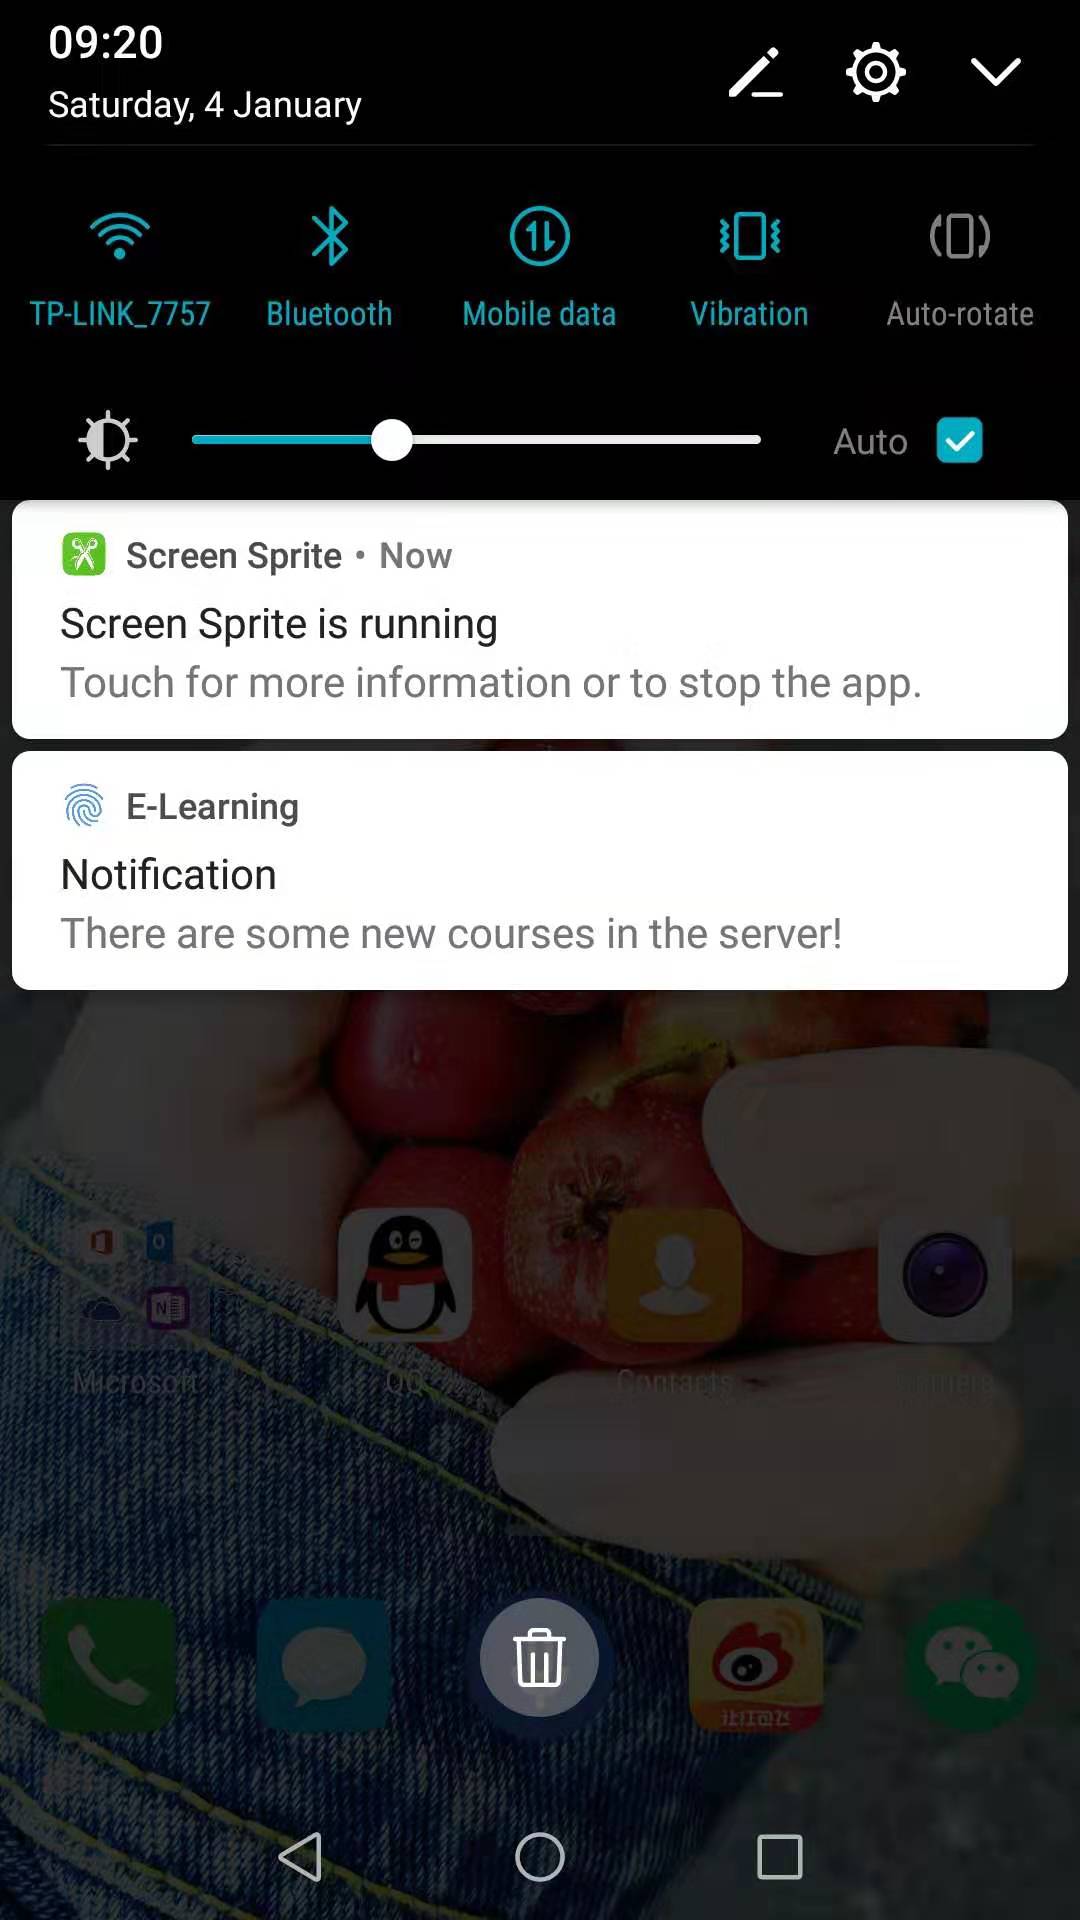 09:20
Saturday, 4 January
TP-LINK_7757
Bluetooth
Mobile data
Vibration
Auto-rotate
Auto
Screen Sprite • Now
Screen Sprite is running
Touch for more information or to stop the app.
E-Learning
Notification
There are some new courses in the server!
Microsoft
QQ
Contacts
Camera